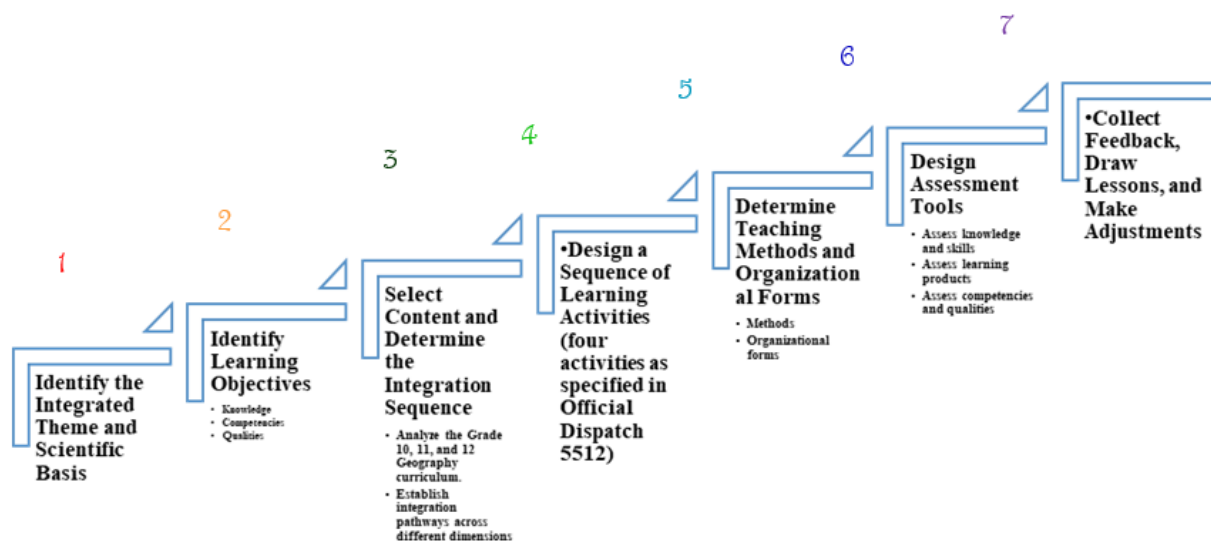 1
Identify the
Integrated
Theme and
Scientific
Basis
2
Identify
Learning
Objectives
• Knowledge
• Competencies
• Qualities
3
Select
Content and
Determine
the
Integration
Sequence
• Analyze the Grade
10, 11, and 12
Geography
curriculum.
• Establish
integration
pathways across
different dimensions
4
•Design a
Sequence of
Learning
Activities
(four
activities as
specified in
Official
Dispatch
5512)
5
Determine
Teaching
Methods and
Organization
al Forms
• Methods
• Organizational
forms
6
Design
Assessment
Tools
• Assess knowledge
and skills
• Assess learning
products
• Assess competencies
and qualities
7
•Collect
Feedback,
Draw
Lessons, and
Make
Adjustments